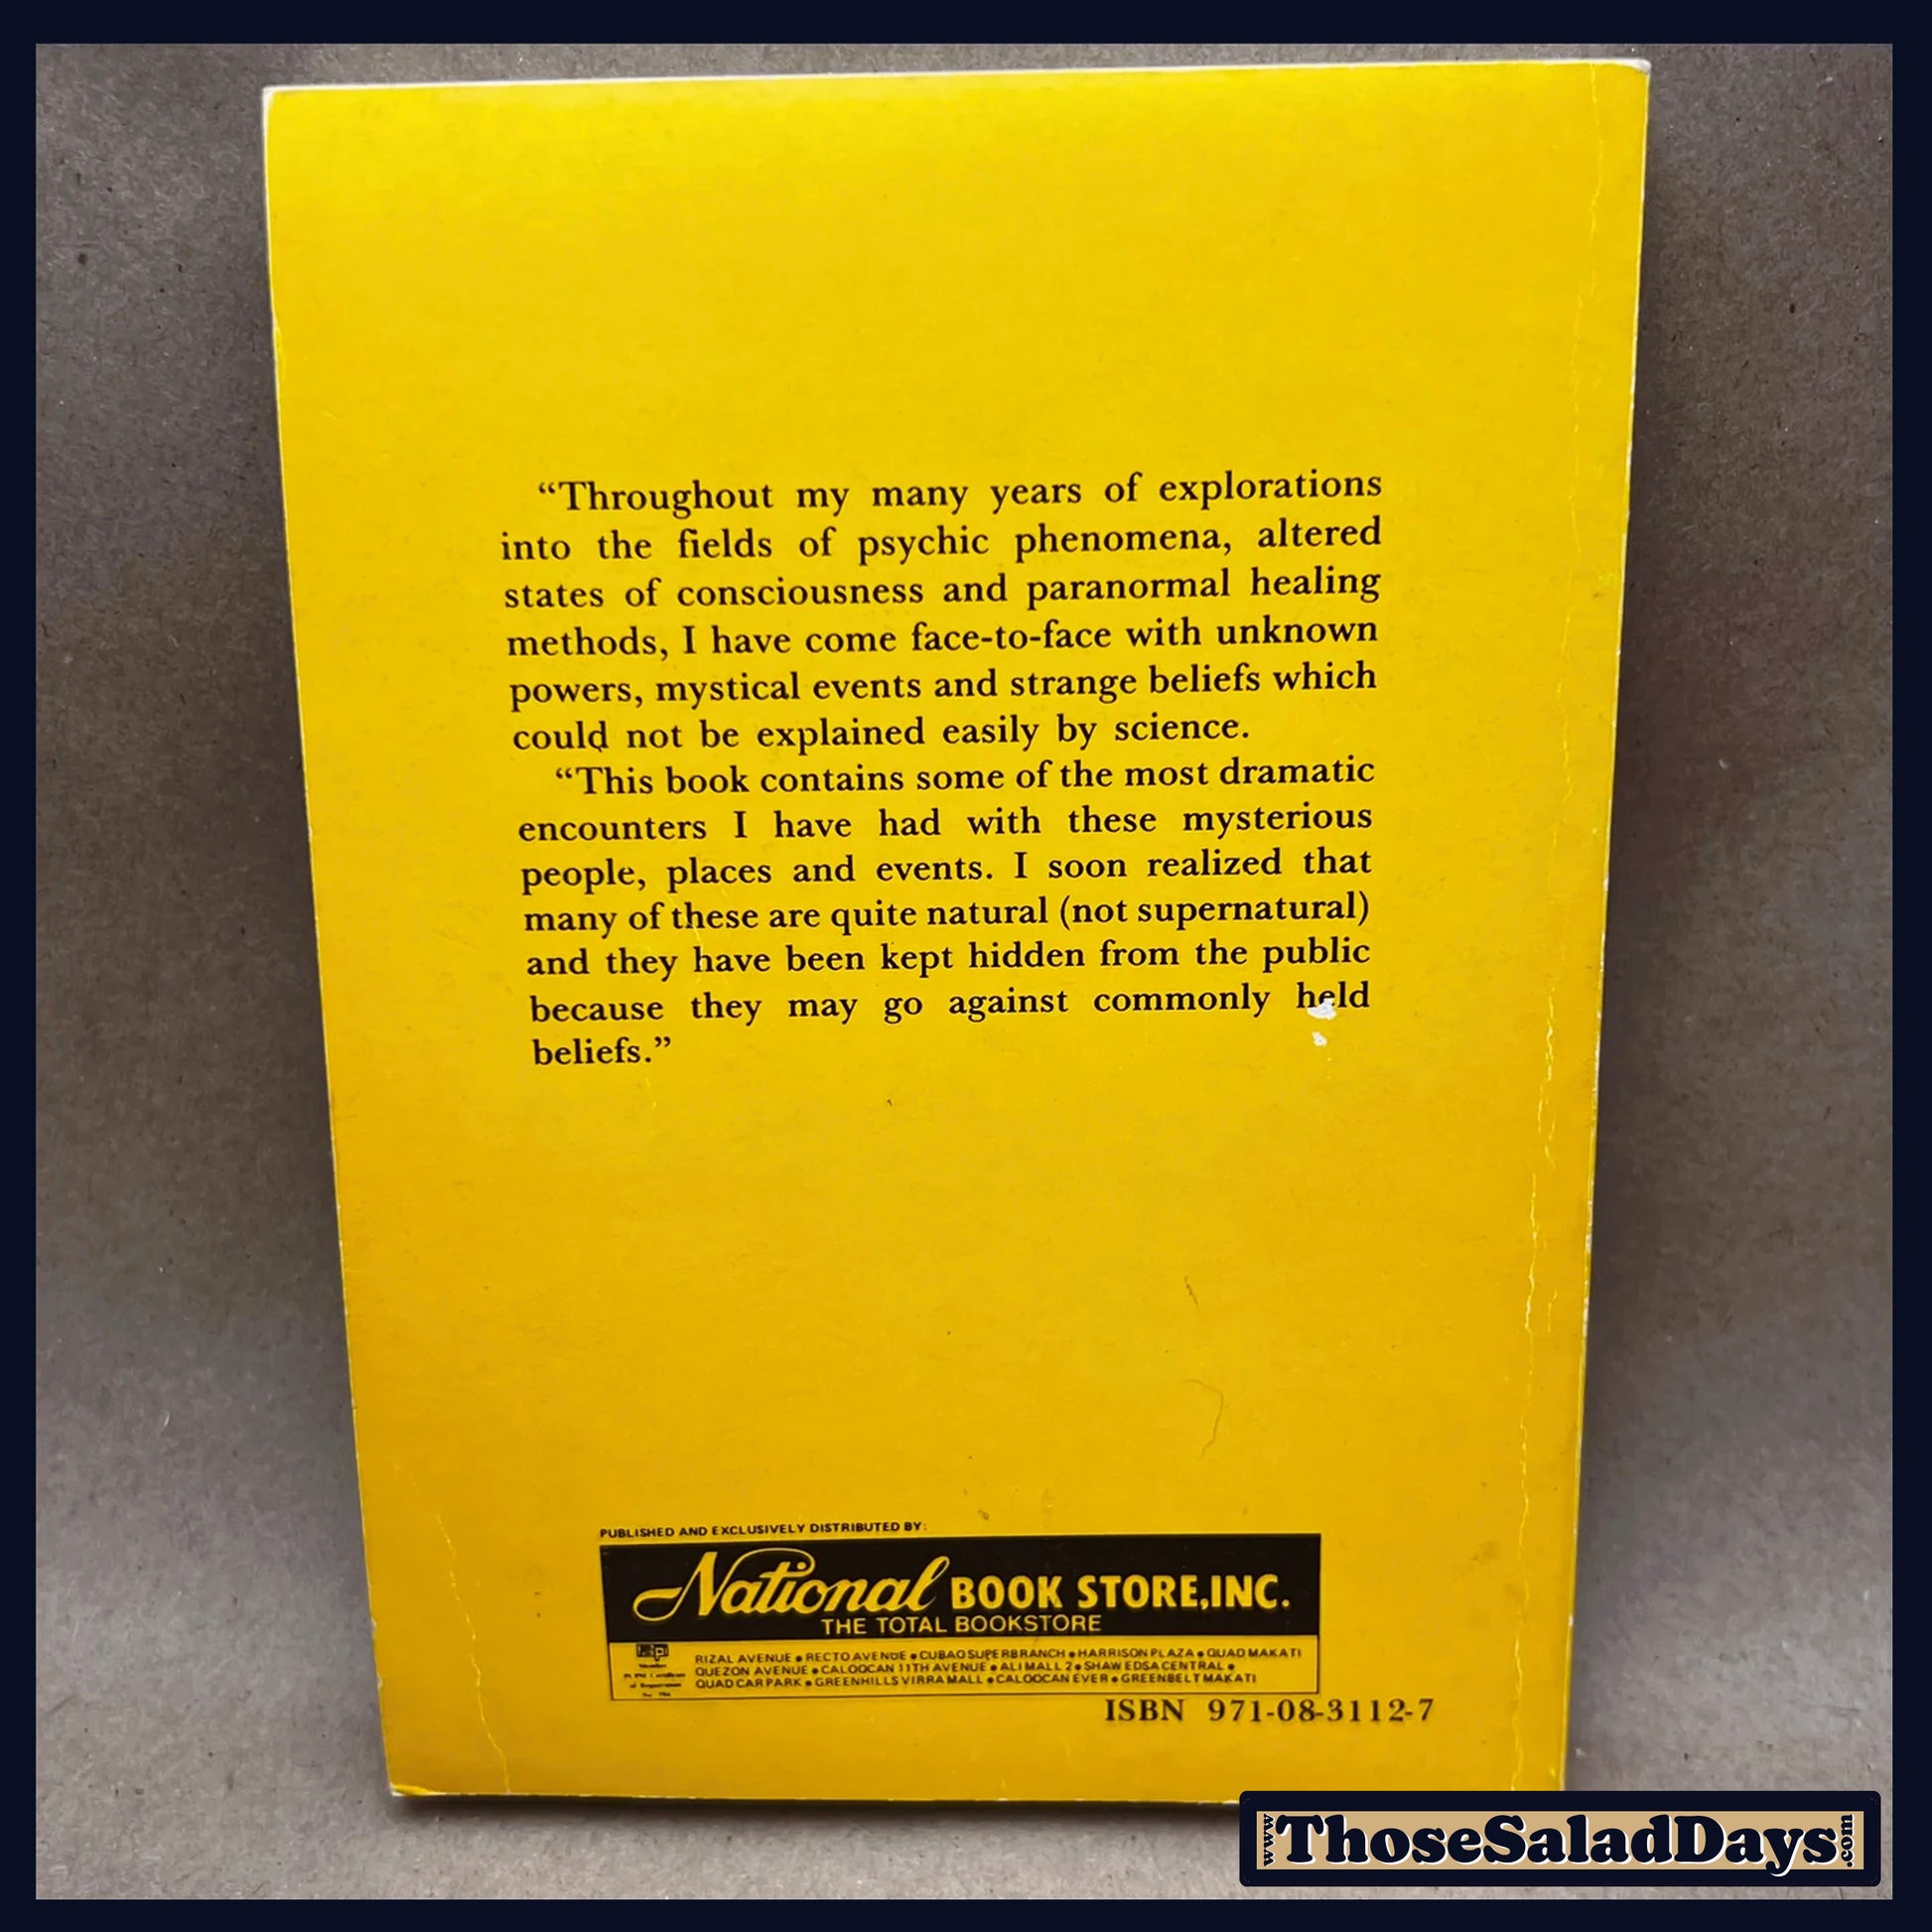 “Throughout my many years of explorations
into the fields of psychic phenomena, altered
states of consciousness and paranormal healing
methods, I have come face-to-face with unknown
powers, mystical events and strange beliefs which
could not be explained easily by science.
“This book contains some of the most dramatic
encounters I have had with these mysterious
people, places and events. I soon realized that
many of these are quite natural (not supernatural)
and they have been kept hidden from the public
because they may go against commonly held
beliefs.”
PUBLISHED AND EXCLUSIVELY DISTRIBUTED BY:
National BOOK STORE,INC.
THE TOTAL BOOKSTORE
RIZAL AVENUE • RECTO AVENUE • CUBAO SUPERBRANCH • HARRISON PLAZA • QUAD MAKATI
QUEZON AVENUE • CALOOCAN 11TH AVENUE • ALI MALL 2 • SHAW EDSA CENTRAL •
QUAD CAR PARK • GREENHILLS VIRRA MALL • CALOOCAN EVER • GREENBELT MAKATI
ISBN 971-08-3112-7
www.ThoseSaladDays.com